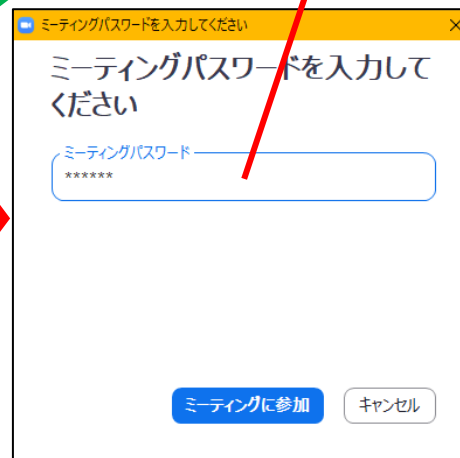 ミーティングパスワードを入力してください
ミーティングパスワードを入力して
ください
ミーティングパスワード
******
ミーティングに参加
キャンセル